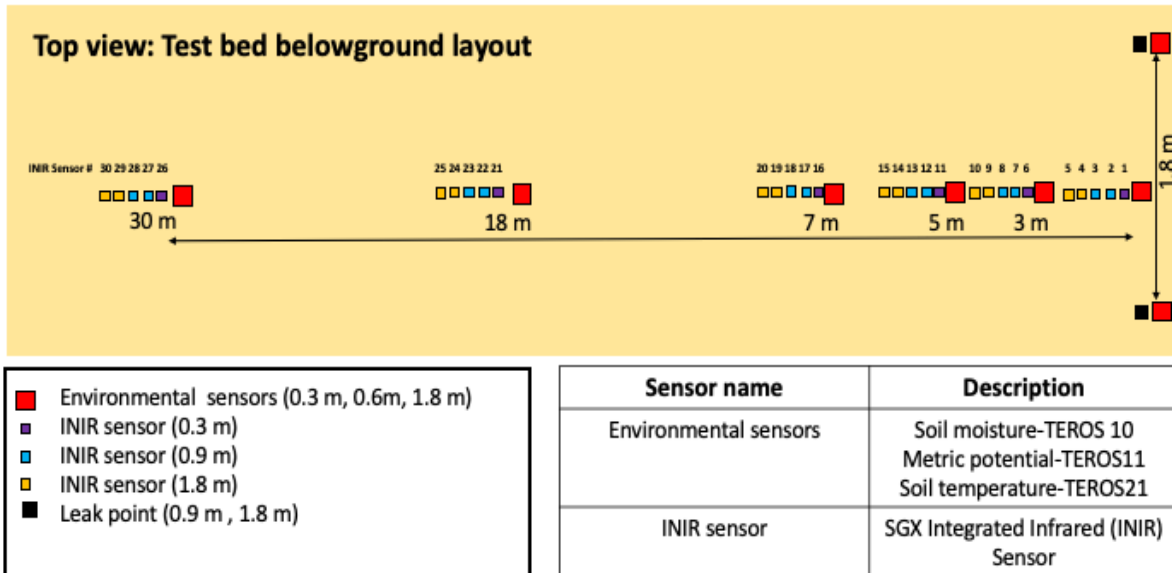 Top view: Test bed belowground layout
1.8 m
INIR Sensor # 30 29 28 27 26
25 24 23 22 21
20 19 18 17 16
15 14 13 12 11
10 9 8 7 6
5 4 3 2 1
30 m
18 m
7 m
5 m
3 m
Environmental sensors (0.3 m, 0.6m, 1.8 m)
INIR sensor (0.3 m)
INIR sensor (0.9 m)
INIR sensor (1.8 m)
Leak point (0.9 m , 1.8 m)
Sensor name
Description
Environmental sensors
Soil moisture-TEROS 10
Metric potential-TEROS11
Soil temperature-TEROS21
INIR sensor
SGX Integrated Infrared (INIR)
Sensor